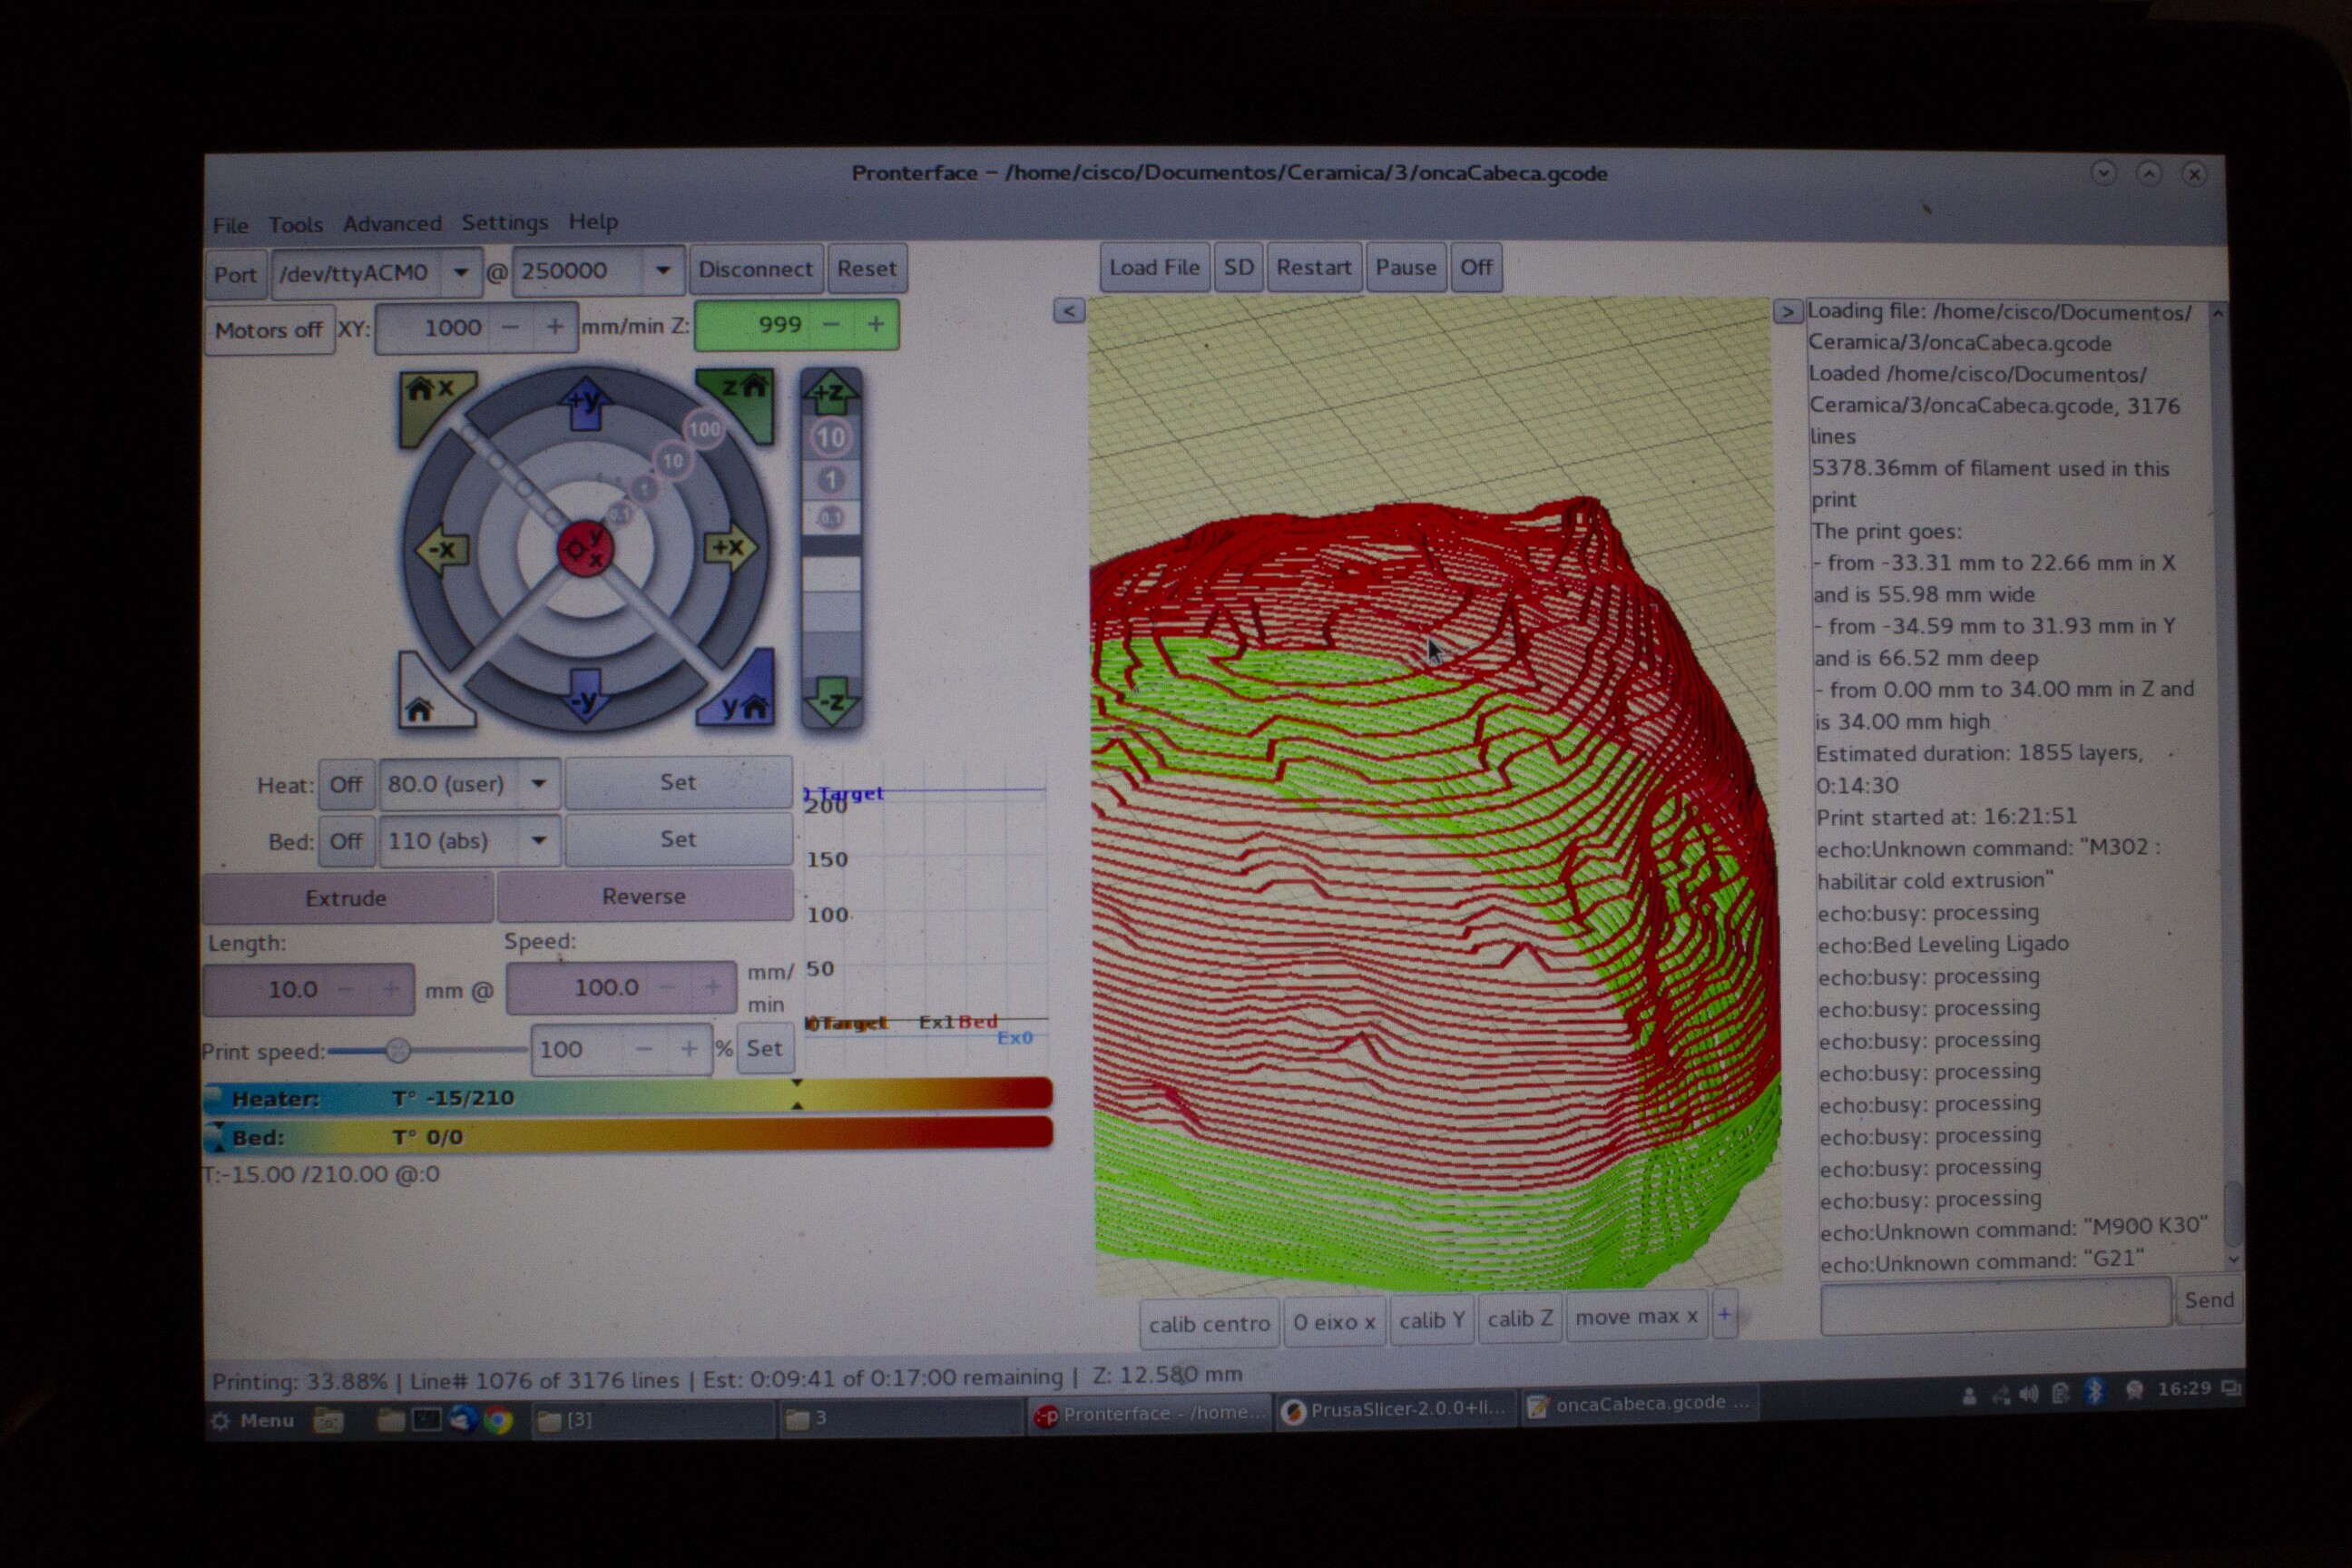 Pronterface – /home/cisco/Documentos/Ceramica/3/oncaCabeca.gcode
File Tools Advanced Settings Help
Port /dev/ttyACM0 @ 250000 Disconnect Reset
Load File SD Restart Pause Off
Motors off XY: 1000 − + mm/min Z: 999 − +
< >
x +y z
100
10
1
0.1
-x y x +x
-y y
+Z
10
1
0.1
-Z
Heat: Off 80.0 (user) Set
Bed: Off 110 (abs) Set
Extrude Reverse
Length: Speed:
10.0 − + mm @ 100.0 − + mm/
min
Print speed: 100 − + % Set
Target
200
150
100
50
Target Ex1 Bed
Ex0
Heater: T° -15/210
Bed: T° 0/0
T:-15.00 /210.00 @:0
Loading file: /home/cisco/Documentos/
Ceramica/3/oncaCabeca.gcode
Loaded /home/cisco/Documentos/
Ceramica/3/oncaCabeca.gcode, 3176
lines
5378.36mm of filament used in this
print
The print goes:
- from -33.31 mm to 22.66 mm in X
and is 55.98 mm wide
- from -34.59 mm to 31.93 mm in Y
and is 66.52 mm deep
- from 0.00 mm to 34.00 mm in Z and
is 34.00 mm high
Estimated duration: 1855 layers,
0:14:30
Print started at: 16:21:51
echo:Unknown command: "M302 :
habilitar cold extrusion"
echo:busy: processing
echo:Bed Leveling Ligado
echo:busy: processing
echo:busy: processing
echo:busy: processing
echo:busy: processing
echo:busy: processing
echo:busy: processing
echo:busy: processing
echo:busy: processing
echo:Unknown command: "M900 K30"
echo:Unknown command: "G21"
Send
calib centro 0 eixo x calib Y calib Z move max x +
Printing: 33.88% | Line# 1076 of 3176 lines | Est: 0:09:41 of 0:17:00 remaining | Z: 12.580 mm
Menu [3] 3 Pronterface - /home... PrusaSlicer-2.0.0+li... oncaCabeca.gcode ... 16:29